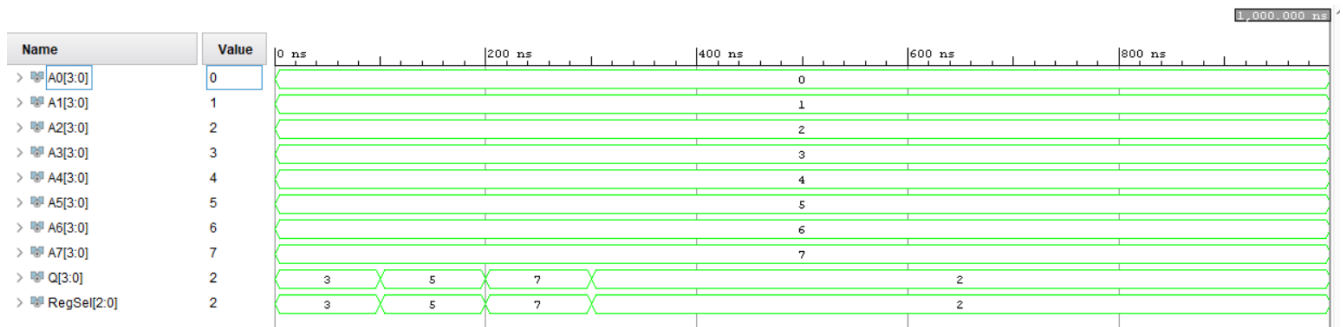 1,000.000 ns
Name Value 0 ns 200 ns 400 ns 600 ns 800 ns
A0[3:0] 0 0
A1[3:0] 1 1
A2[3:0] 2 2
A3[3:0] 3 3
A4[3:0] 4 4
A5[3:0] 5 5
A6[3:0] 6 6
A7[3:0] 7 7
Q[3:0] 2 3 5 7 2
RegSel[2:0] 2 3 5 7 2